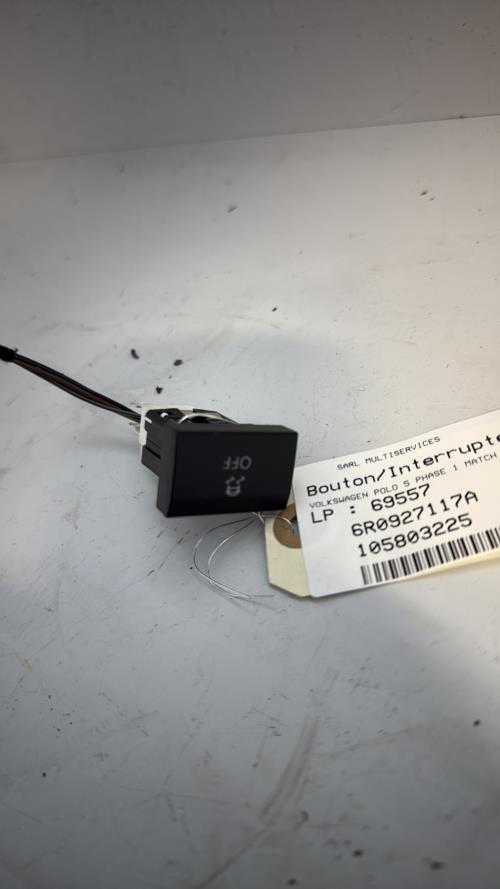 OFF
SARL MULTISERVICES
Bouton/Interrupte
VOLKSWAGEN POLO 5 PHASE 1 MATCH
LP : 69557
6R0927117A
105803225